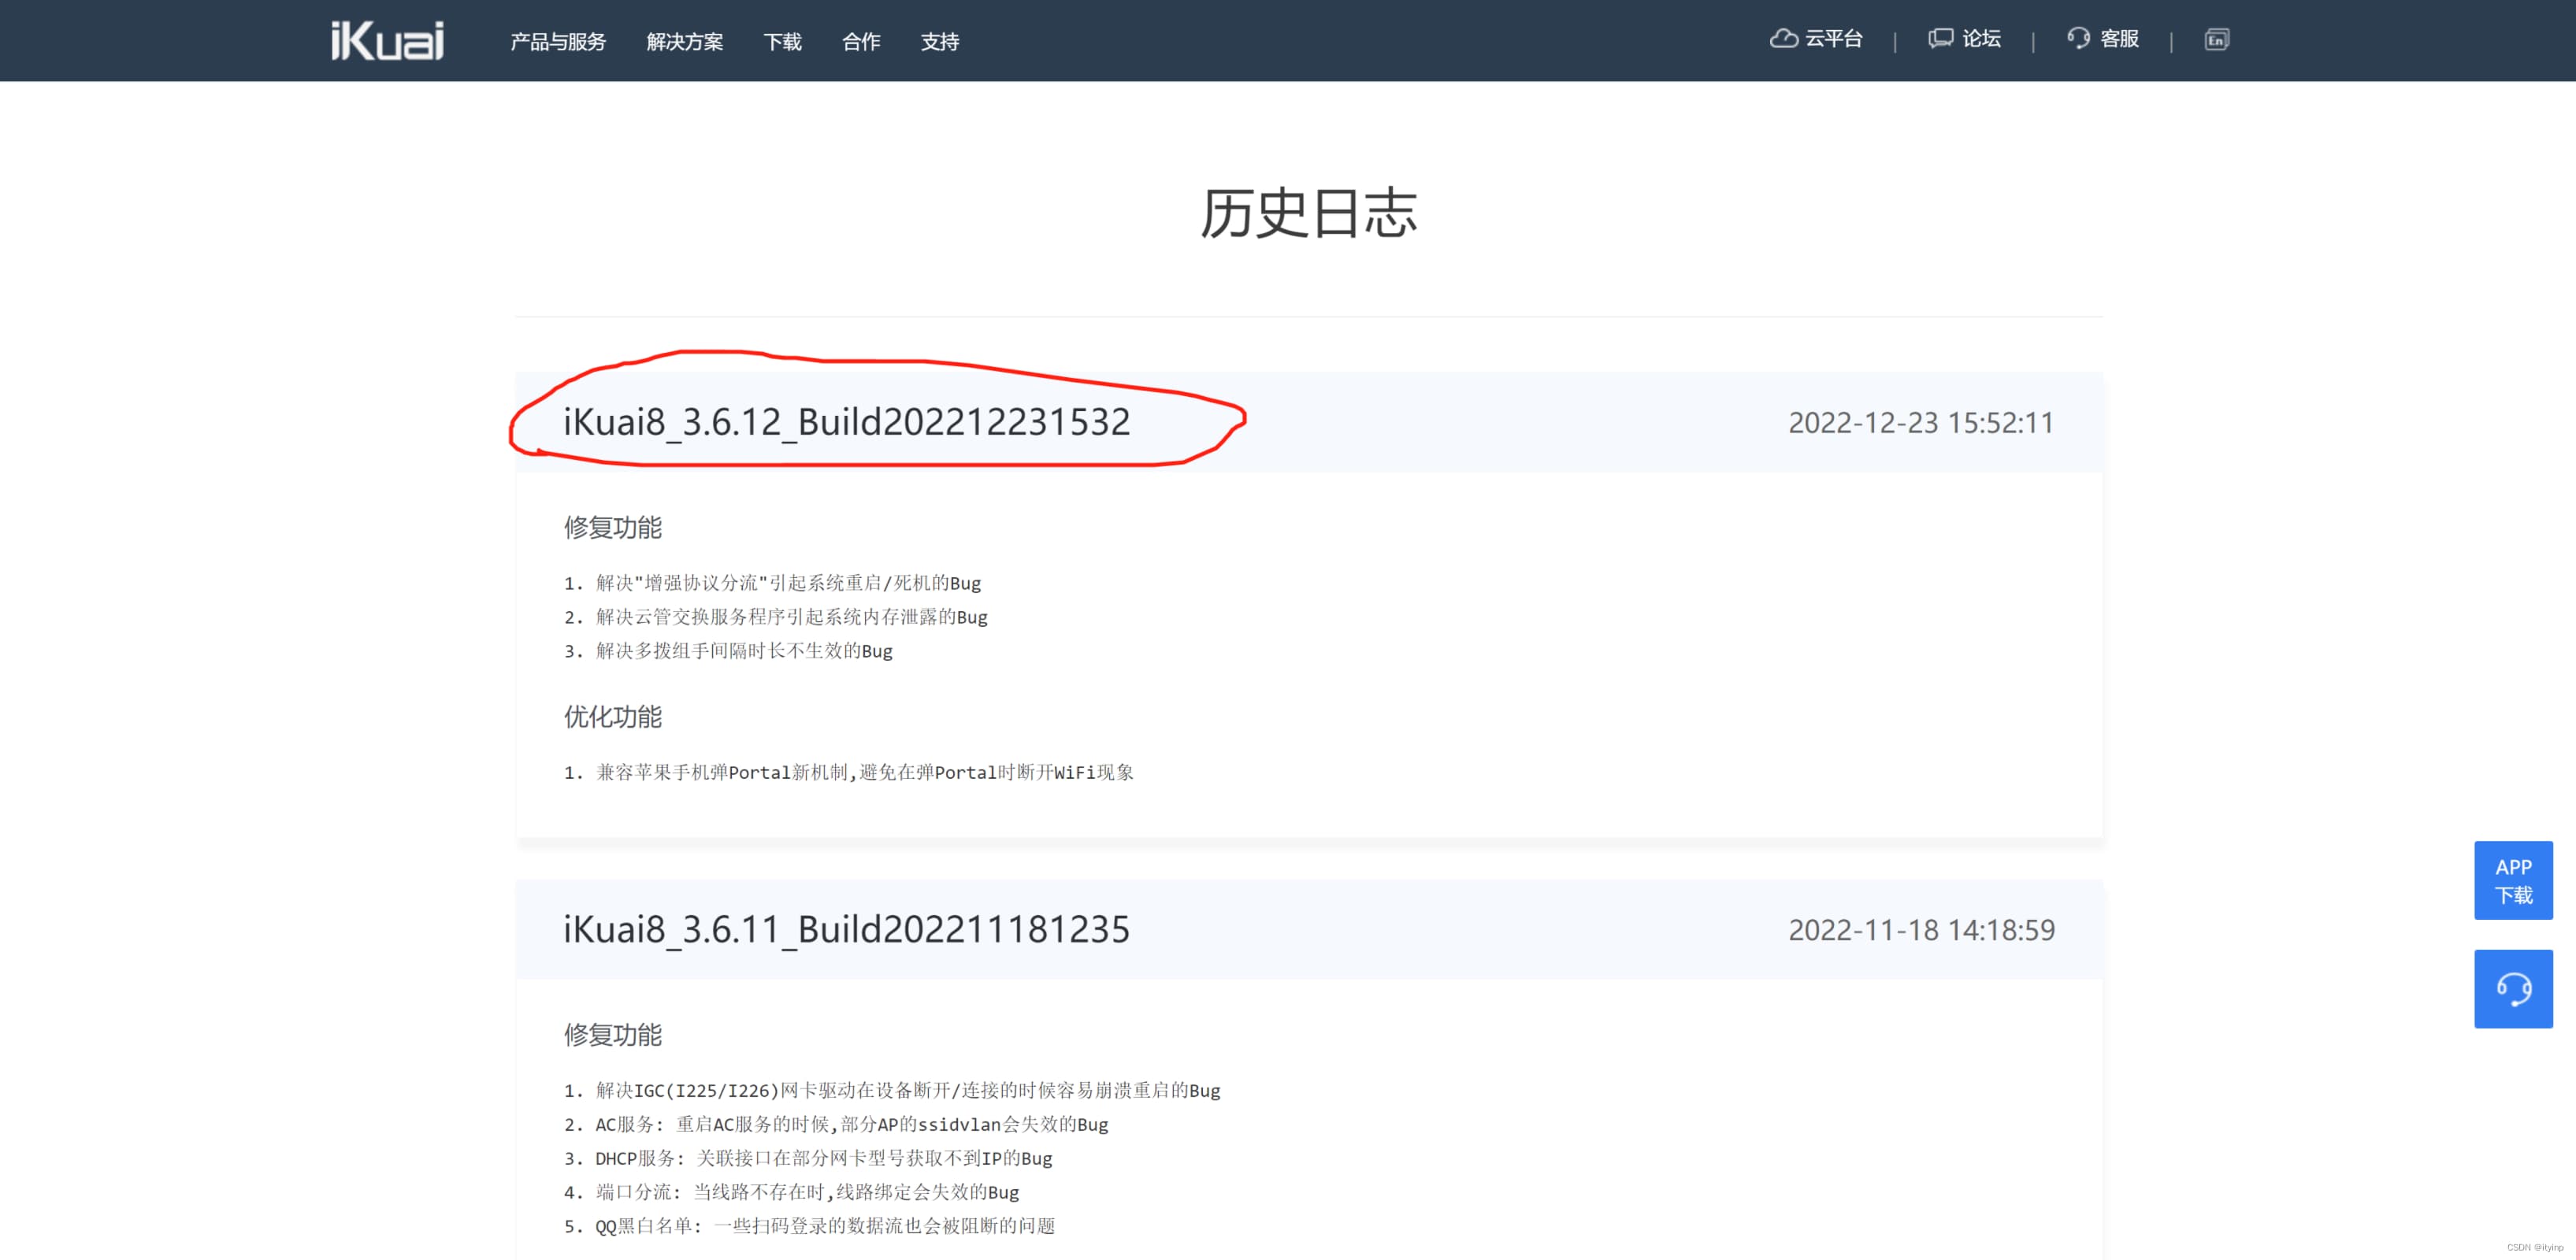 iKuai 产品与服务 解决方案 下载 合作 支持 云平台 | 论坛 | 客服 | En
历史日志
iKuai8_3.6.12_Build202212231532 2022-12-23 15:52:11
修复功能
1. 解决"增强协议分流"引起系统重启/死机的Bug
2. 解决云管交换服务程序引起系统内存泄露的Bug
3. 解决多拨组手间隔时长不生效的Bug
优化功能
1. 兼容苹果手机弹Portal新机制,避免在弹Portal时断开WiFi现象
APP
下载
iKuai8_3.6.11_Build202211181235 2022-11-18 14:18:59
修复功能
1. 解决IGC(I225/I226)网卡驱动在设备断开/连接的时候容易崩溃重启的Bug
2. AC服务: 重启AC服务的时候,部分AP的ssidvlan会失效的Bug
3. DHCP服务: 关联接口在部分网卡型号获取不到IP的Bug
4. 端口分流: 当线路不存在时,线路绑定会失效的Bug
5. QQ黑白名单: 一些扫码登录的数据流也会被阻断的问题
CSDN @ityinp